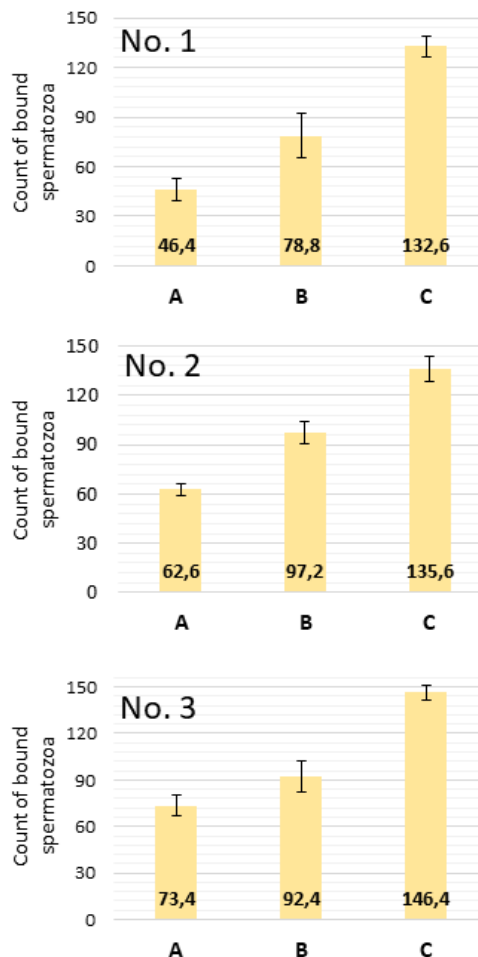 No. 1
Count of bound
spermatozoa
150
120
90
60
30
0
46,4
78,8
132,6
A
B
C
No. 2
Count of bound
spermatozoa
150
120
90
60
30
0
62,6
97,2
135,6
A
B
C
No. 3
Count of bound
spermatozoa
150
120
90
60
30
0
73,4
92,4
146,4
A
B
C